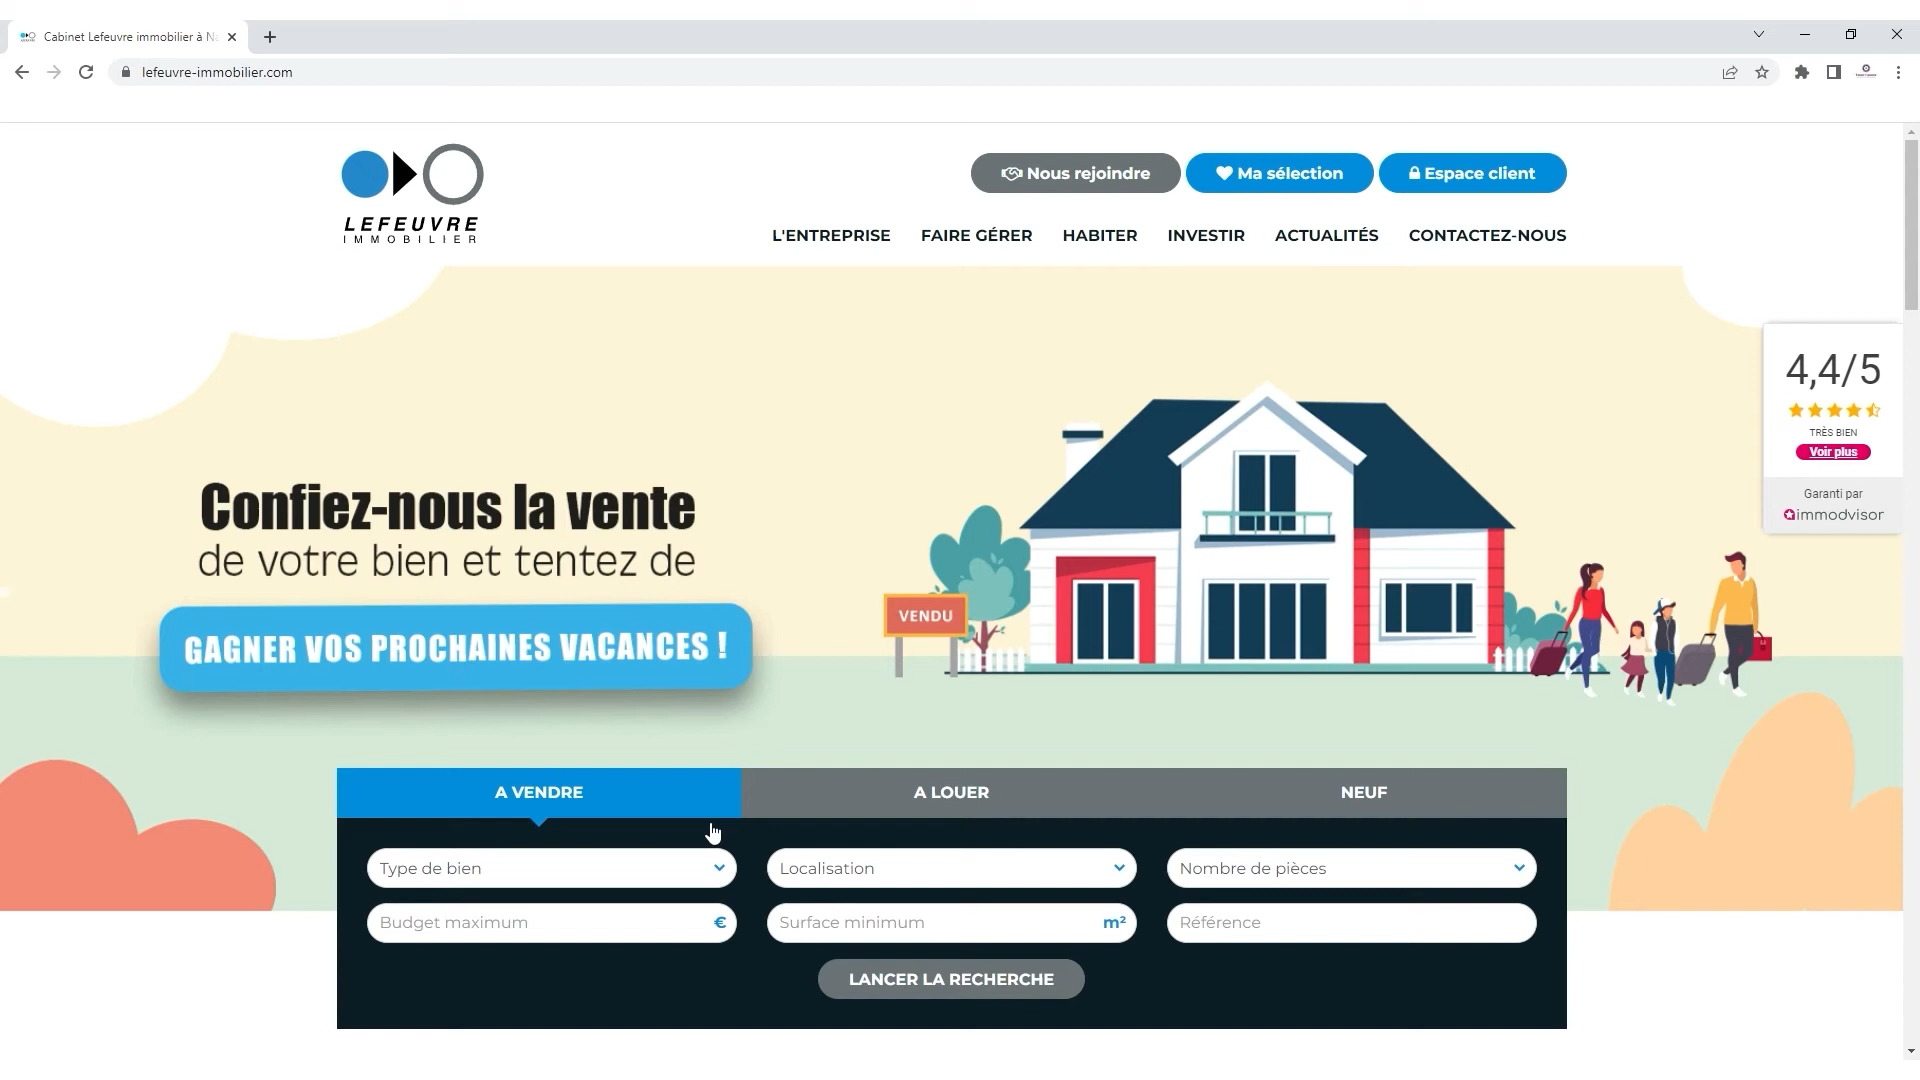 Cabinet Lefeuvre immobilier à Na
lefeuvre-immobilier.com
LEFEUVRE
IMMOBILIER
Nous rejoindre
Ma sélection
Espace client
L'ENTREPRISE
FAIRE GÉRER
HABITER
INVESTIR
ACTUALITÉS
CONTACTEZ-NOUS
4,4/5
TRÈS BIEN
Voir plus
Garanti par
immodvisor
Confiez-nous la vente
de votre bien et tentez de
GAGNER VOS PROCHAINES VACANCES !
VENDU
A VENDRE
A LOUER
NEUF
Type de bien
Localisation
Nombre de pièces
Budget maximum €
Surface minimum m²
Référence
LANCER LA RECHERCHE